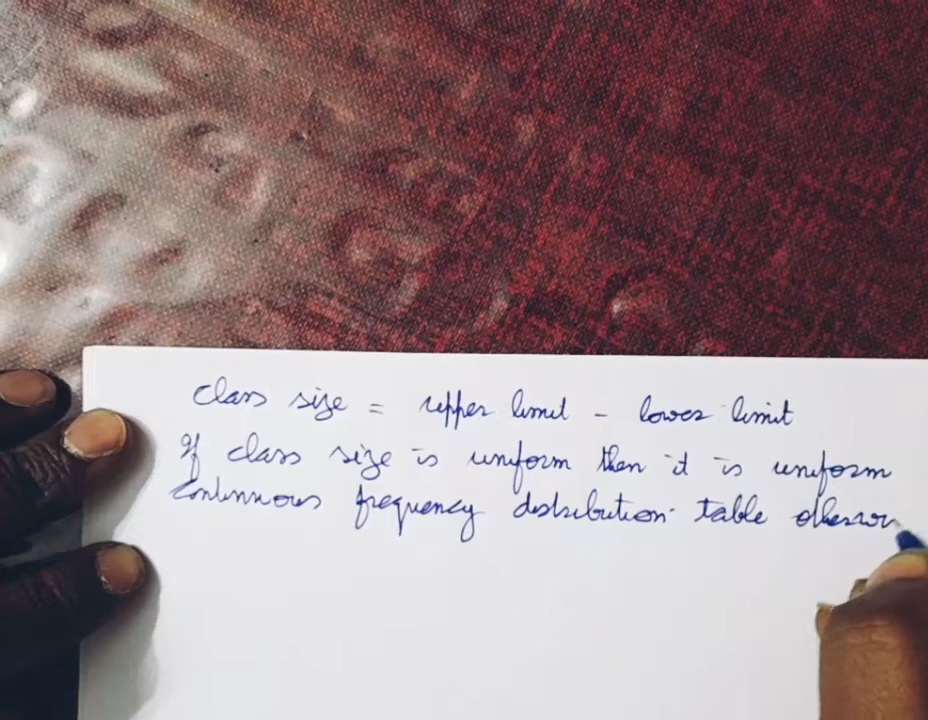 class size = upper limit - lower limit
If class size is uniform then it is uniform
Continuous frequency distribution table